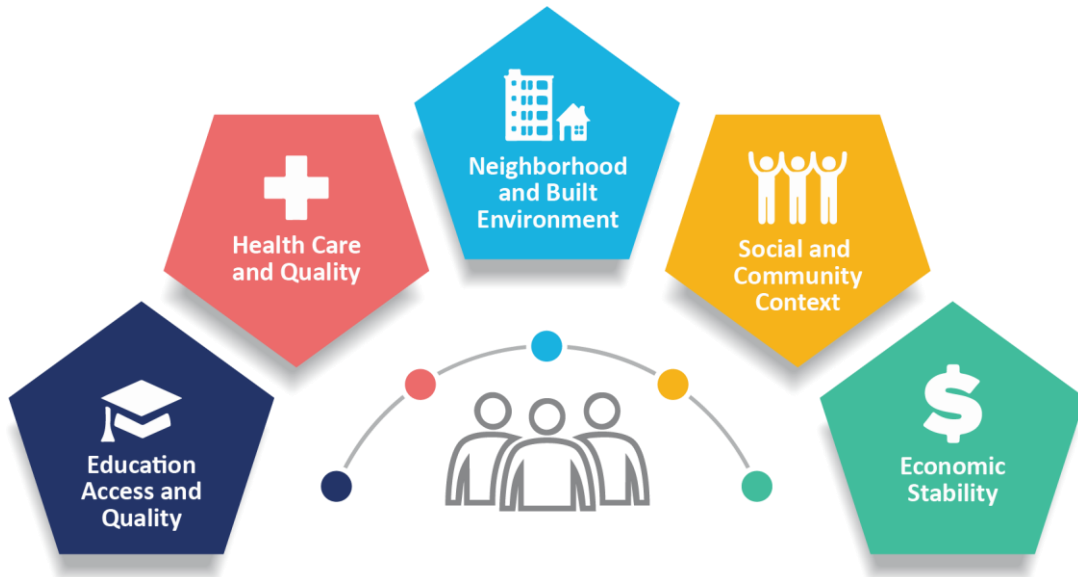 Education
Access and
Quality
Health Care
and Quality
Neighborhood
and Built
Environment
Social and
Community
Context
$
Economic
Stability